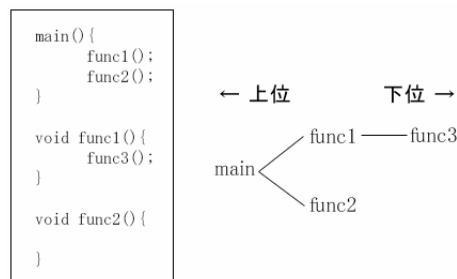 main(){
func1();
func2();
}
void func1(){
func3();
}
void func2(){
}
← 上位 下位 →
func1 func3
main
func2